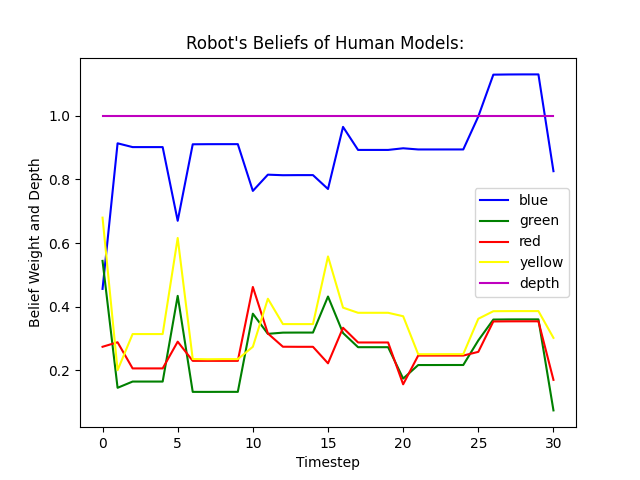 Robot's Beliefs of Human Models:
Belief Weight and Depth
1.0
0.8
0.6
0.4
0.2
blue
green
red
yellow
depth
0 5 10 15 20 25 30
Timestep